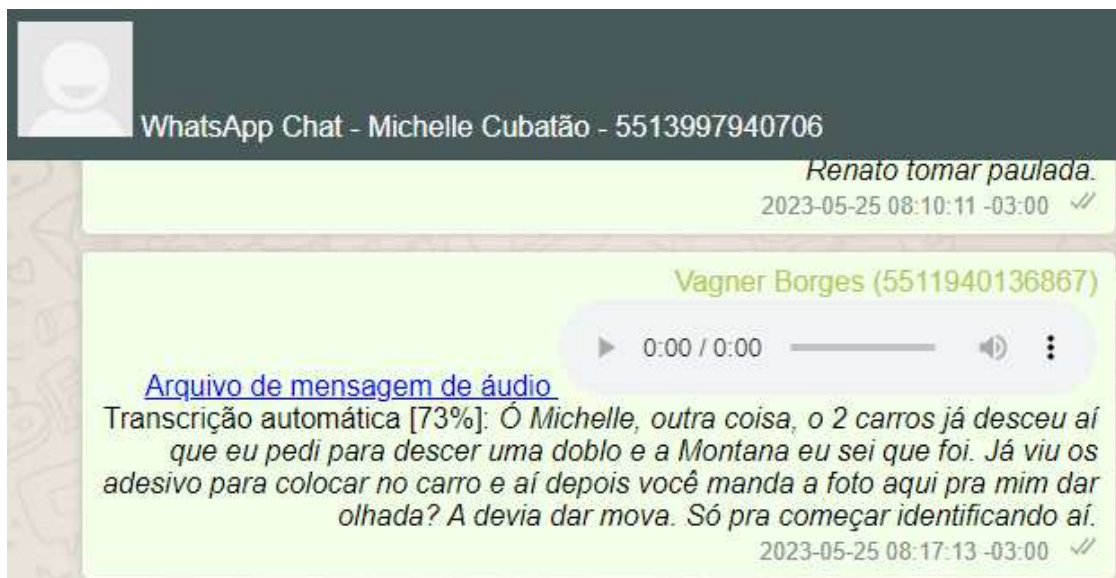 WhatsApp Chat - Michelle Cubatão - 5513997940706
Renato tomar paulada.
2023-05-25 08:10:11 -03:00
Vagner Borges (5511940136867)
0:00 / 0:00
Arquivo de mensagem de áudio
Transcrição automática [73%]: Ó Michelle, outra coisa, o 2 carros já desceu aí
que eu pedi para descer uma doblo e a Montana eu sei que foi. Já viu os
adesivo para colocar no carro e aí depois você manda a foto aqui pra mim dar
olhada? A devia dar mova. Só pra começar identificando aí.
2023-05-25 08:17:13 -03:00